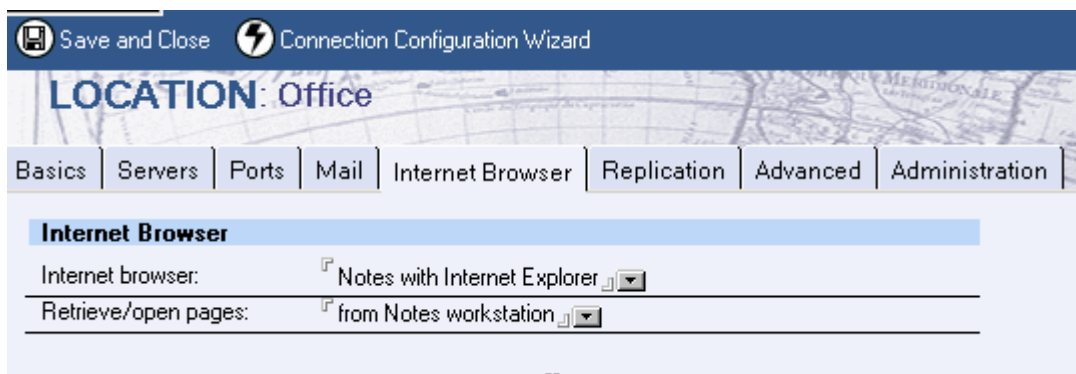 Save and Close Connection Configuration Wizard
LOCATION: Office
MERIDIONALE
Basics Servers Ports Mail Internet Browser Replication Advanced Administration
Internet Browser
Internet browser: Notes with Internet Explorer
Retrieve/open pages: from Notes workstation